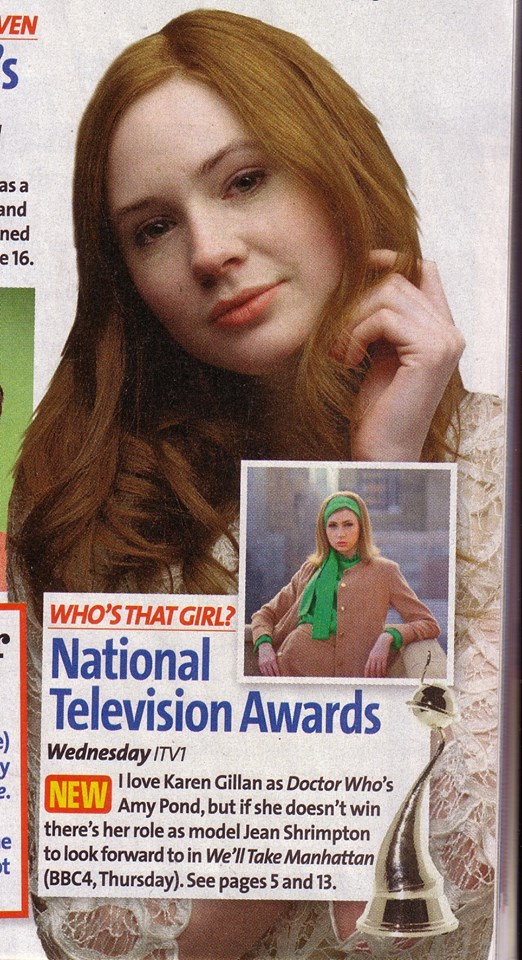 VEN
's
as a
and
ned
e 16.
WHO'S THAT GIRL?
National
Television Awards
Wednesday ITV1
NEW I love Karen Gillan as Doctor Who's
Amy Pond, but if she doesn't win
there's her role as model Jean Shrimpton
to look forward to in We'll Take Manhattan
(BBC4, Thursday). See pages 5 and 13.
r
e)
y
e.
e
ot